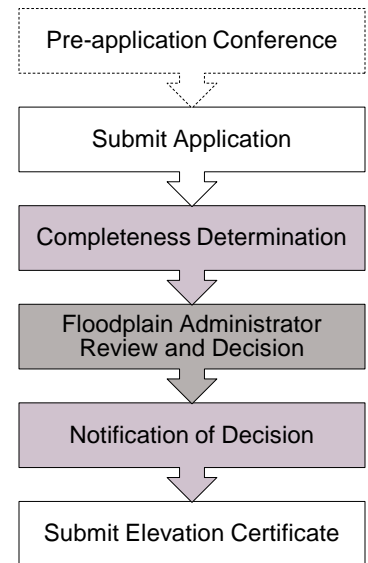 Pre-application Conference
Submit Application
Completeness Determination
Floodplain Administrator
Review and Decision
Notification of Decision
Submit Elevation Certificate